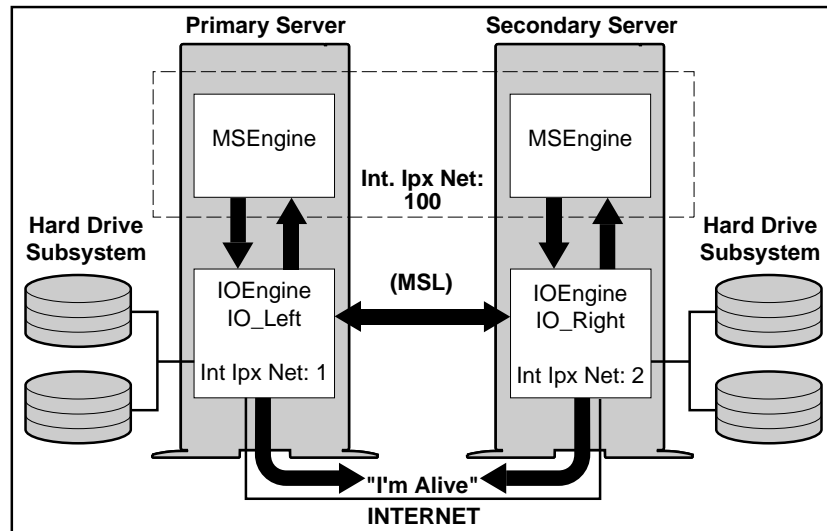 Primary Server
Secondary Server
MSEngine
MSEngine
Int. Ipx Net:
100
Hard Drive
Subsystem
Hard Drive
Subsystem
IOEngine
IO_Left
Int Ipx Net: 1
(MSL)
IOEngine
IO_Right
Int Ipx Net: 2
"I'm Alive"
INTERNET